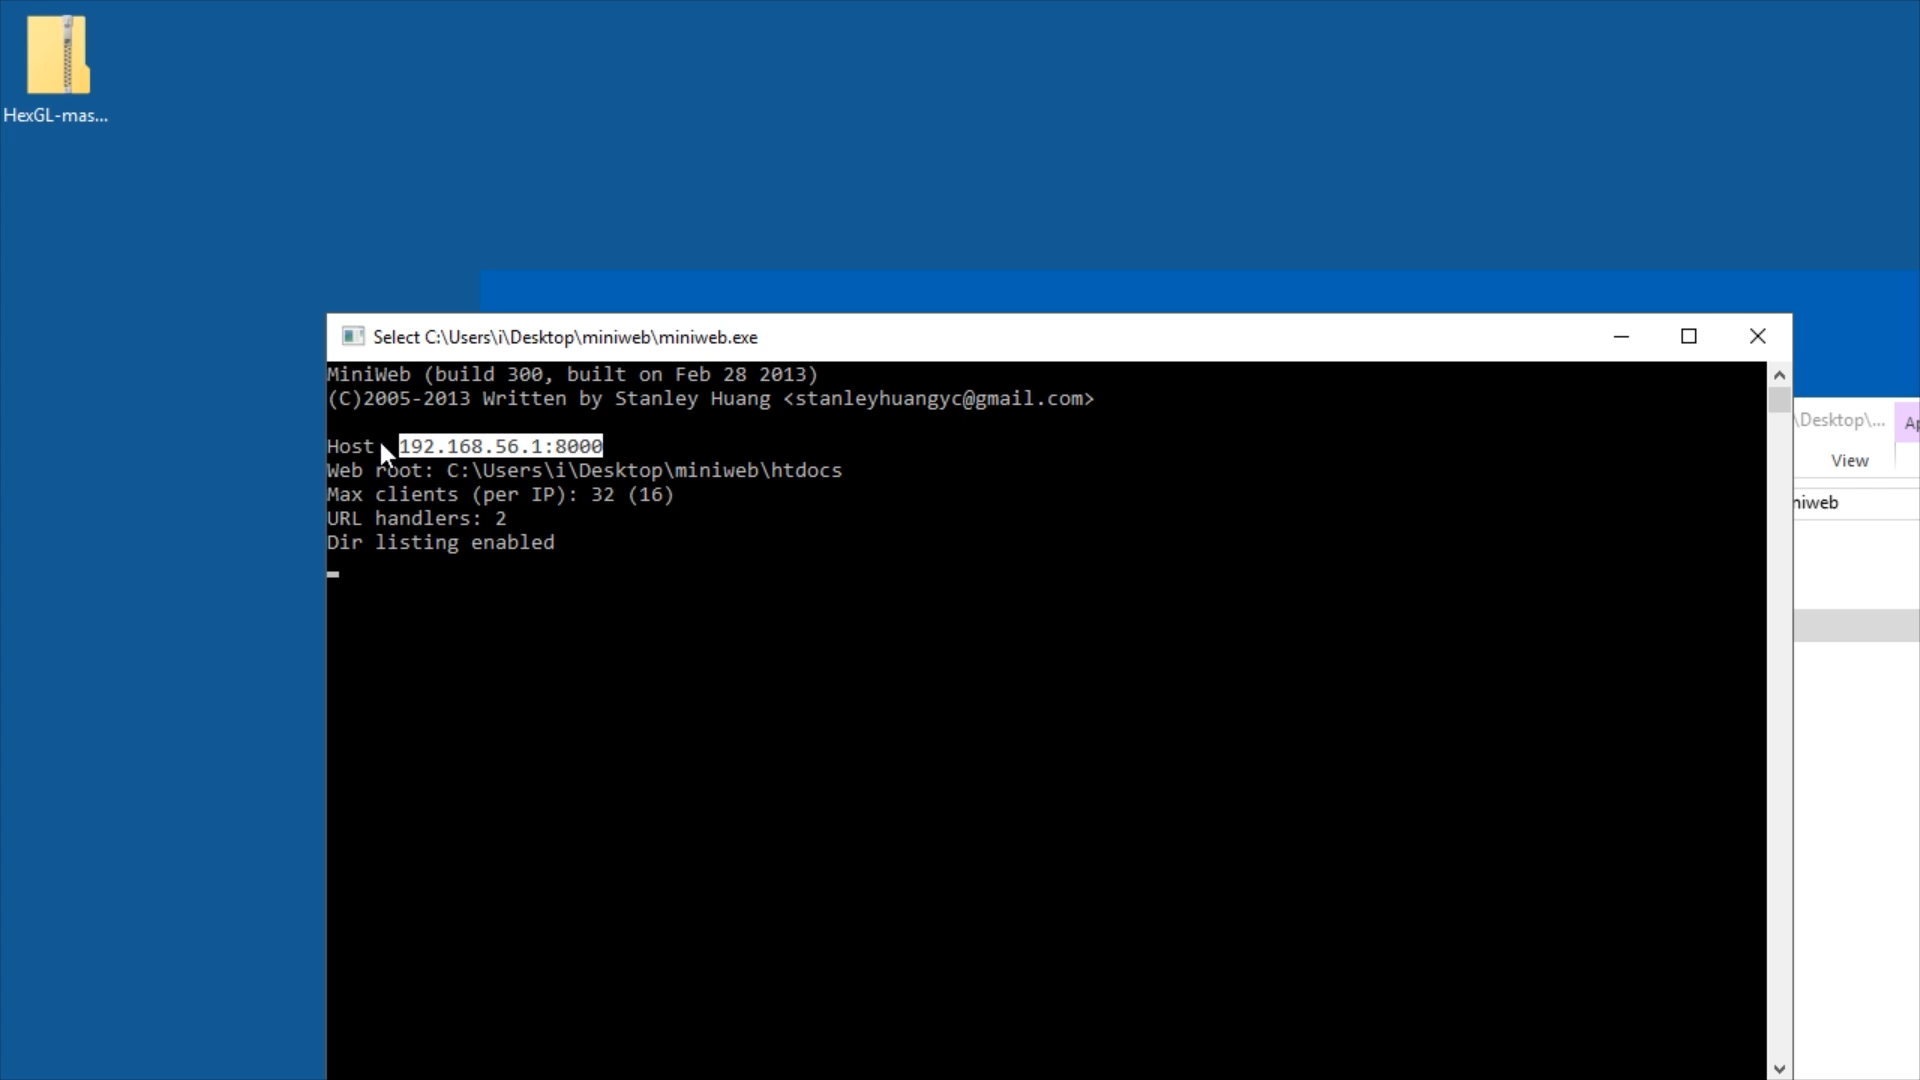 HexGL-mas...
Select C:\Users\i\Desktop\miniweb\miniweb.exe
MiniWeb (build 300, built on Feb 28 2013)
(C)2005-2013 Written by Stanley Huang <stanleyhuangyc@gmail.com>
Host 192.168.56.1:8000
Web root: C:\Users\i\Desktop\miniweb\htdocs
Max clients (per IP): 32 (16)
URL handlers: 2
Dir listing enabled
\Desktop\...
Ap
View
niweb